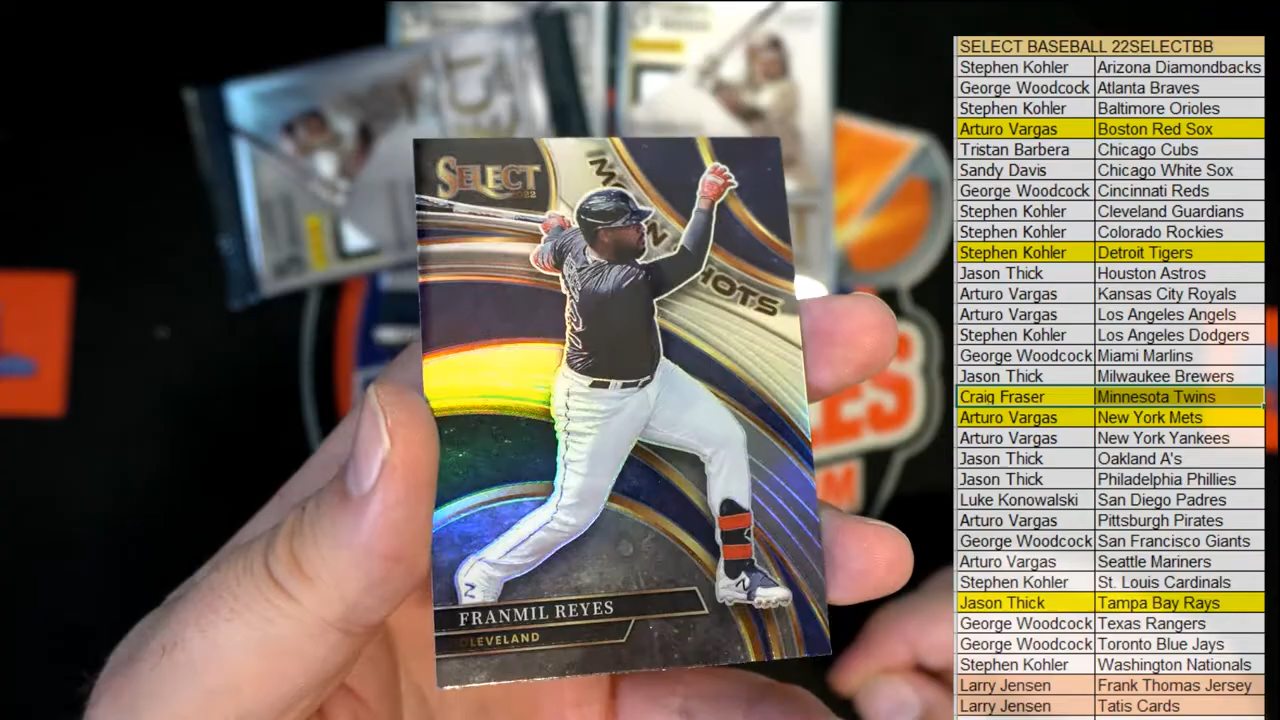 SELECT
2022
MOON SHOTS
FRANMIL REYES
CLEVELAND
SELECT BASEBALL 22SELECTBB
Stephen Kohler Arizona Diamondbacks
George Woodcock Atlanta Braves
Stephen Kohler Baltimore Orioles
Arturo Vargas Boston Red Sox
Tristan Barbera Chicago Cubs
Sandy Davis Chicago White Sox
George Woodcock Cincinnati Reds
Stephen Kohler Cleveland Guardians
Stephen Kohler Colorado Rockies
Stephen Kohler Detroit Tigers
Jason Thick Houston Astros
Arturo Vargas Kansas City Royals
Arturo Vargas Los Angeles Angels
Stephen Kohler Los Angeles Dodgers
George Woodcock Miami Marlins
Jason Thick Milwaukee Brewers
Craig Fraser Minnesota Twins
Arturo Vargas New York Mets
Arturo Vargas New York Yankees
Jason Thick Oakland A's
Jason Thick Philadelphia Phillies
Luke Konowalski San Diego Padres
Arturo Vargas Pittsburgh Pirates
George Woodcock San Francisco Giants
Arturo Vargas Seattle Mariners
Stephen Kohler St. Louis Cardinals
Jason Thick Tampa Bay Rays
George Woodcock Texas Rangers
George Woodcock Toronto Blue Jays
Stephen Kohler Washington Nationals
Larry Jensen Frank Thomas Jersey
Larry Jensen Tatis Cards